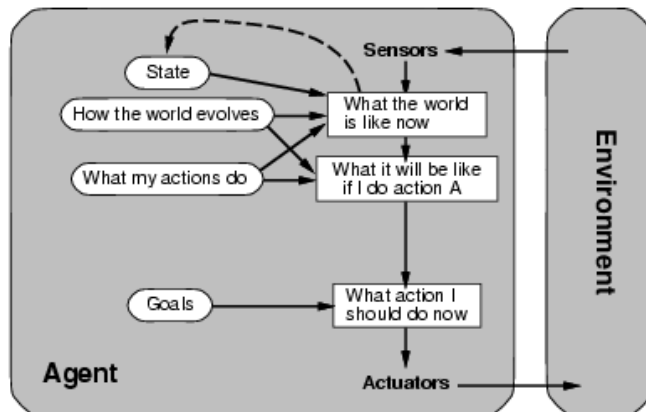 Sensors
State
What the world
is like now
How the world evolves
What it will be like
if I do action A
What my actions do
Goals
What action I
should do now
Agent
Actuators
Environment